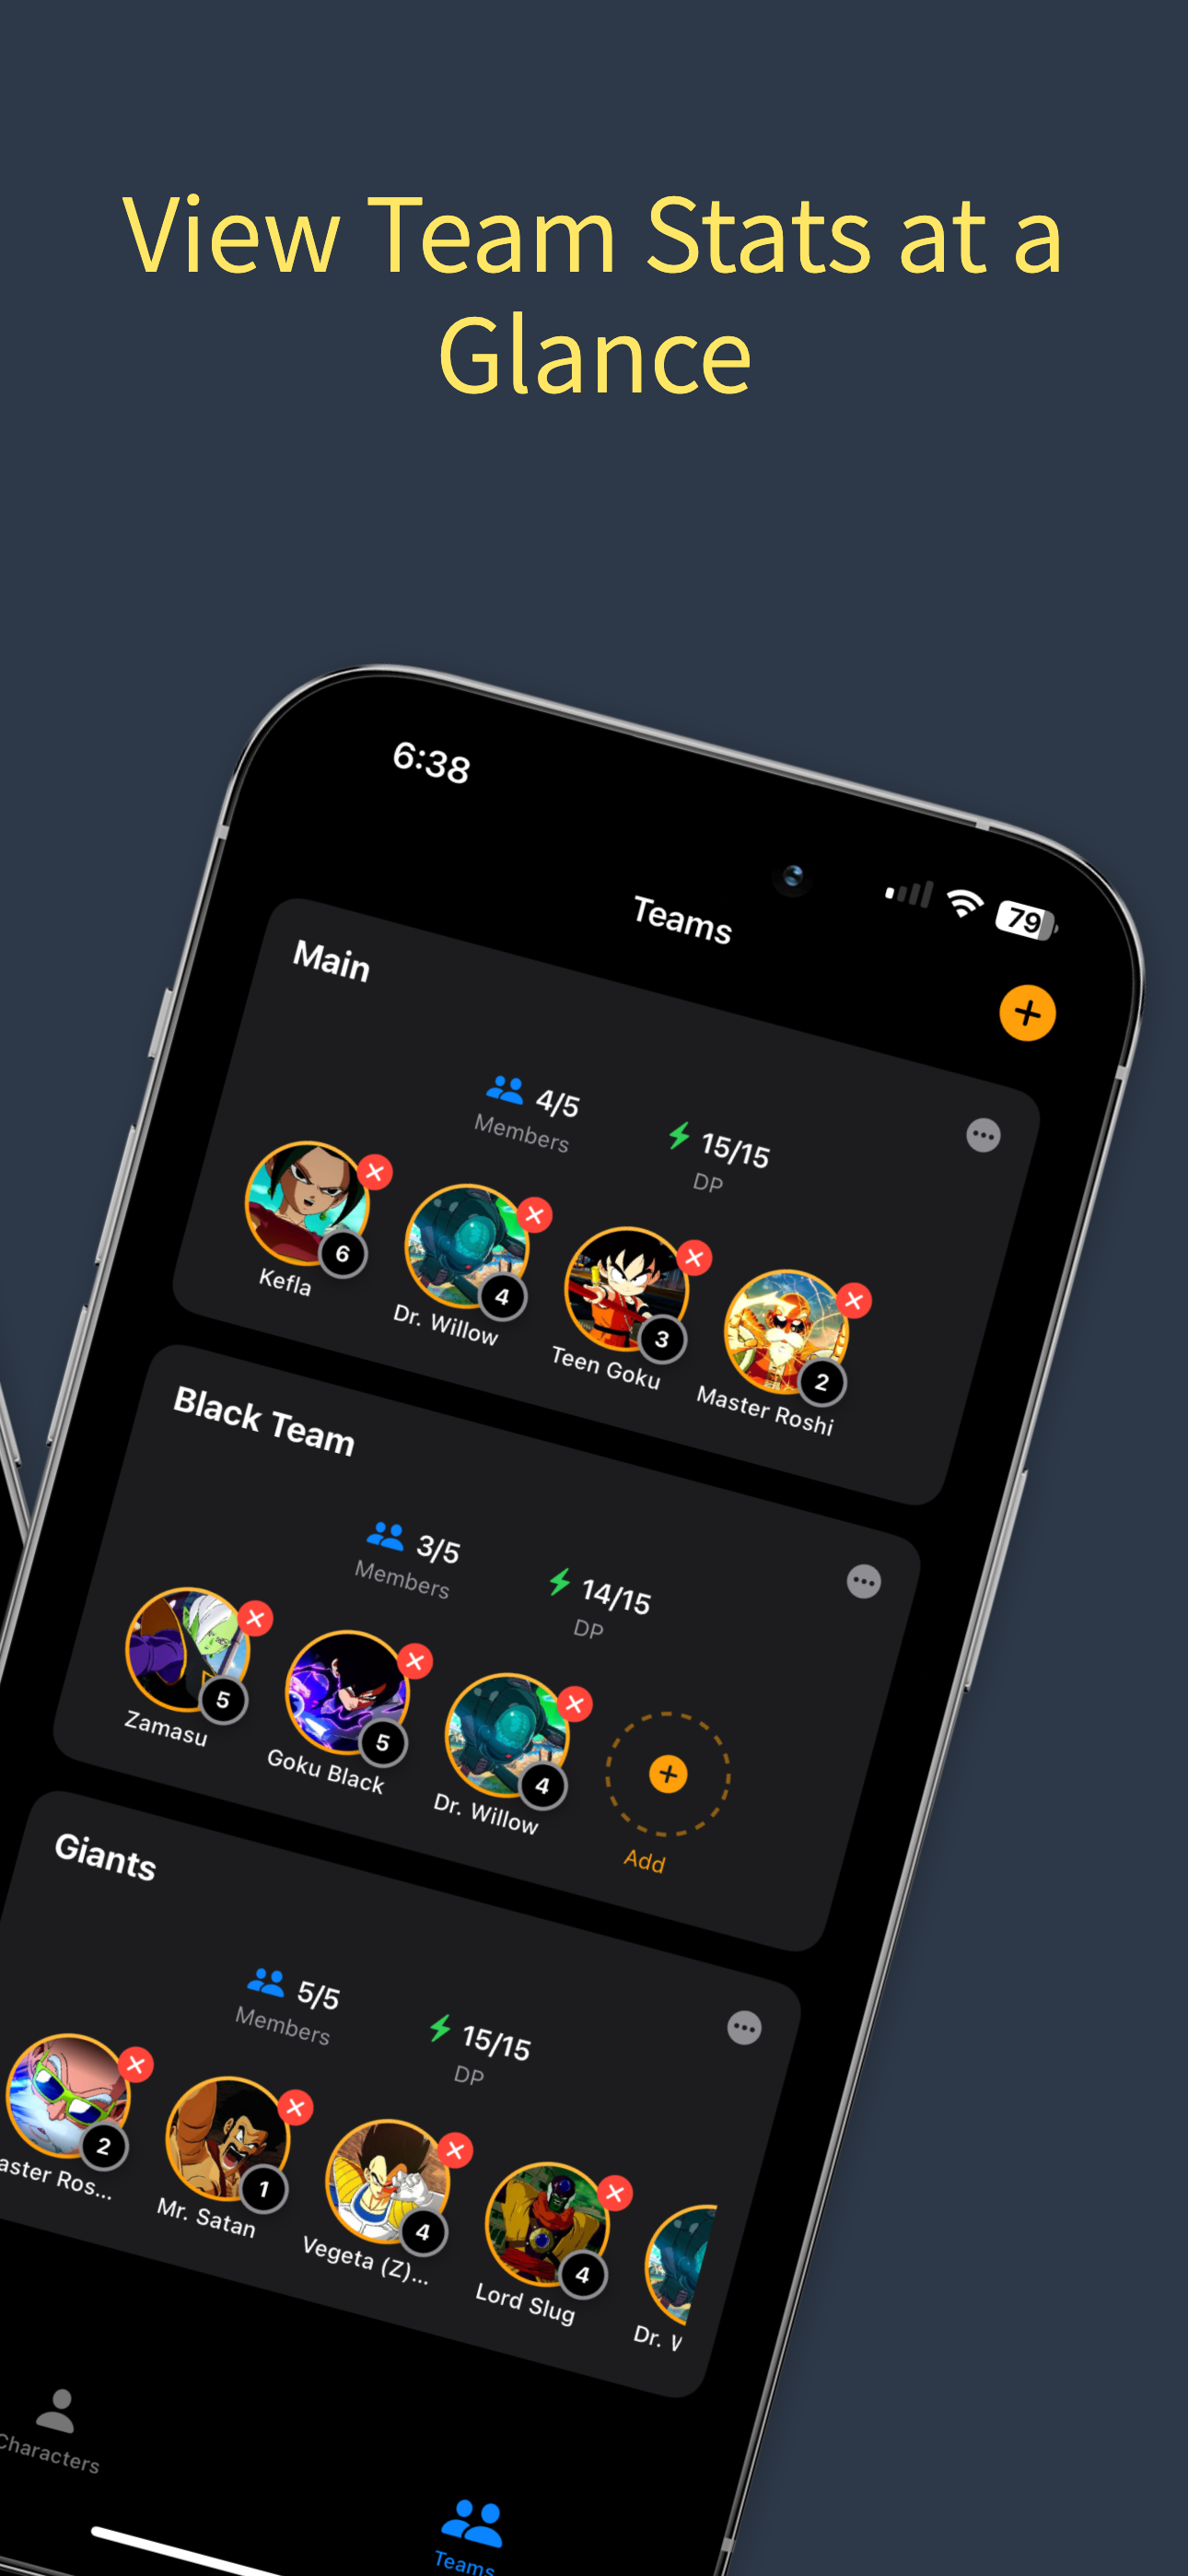 View Team Stats at a
Glance
6:38
79
Teams
Main
4/5
Members
15/15
DP
6
Kefla
4
Dr. Willow
3
Teen Goku
2
Master Roshi
Black Team
3/5
Members
14/15
DP
5
Zamasu
5
Goku Black
4
Dr. Willow
Add
Giants
5/5
Members
15/15
DP
2
aster Ros...
1
Mr. Satan
4
Vegeta (Z)...
4
Lord Slug
Dr. W
Characters
Teams